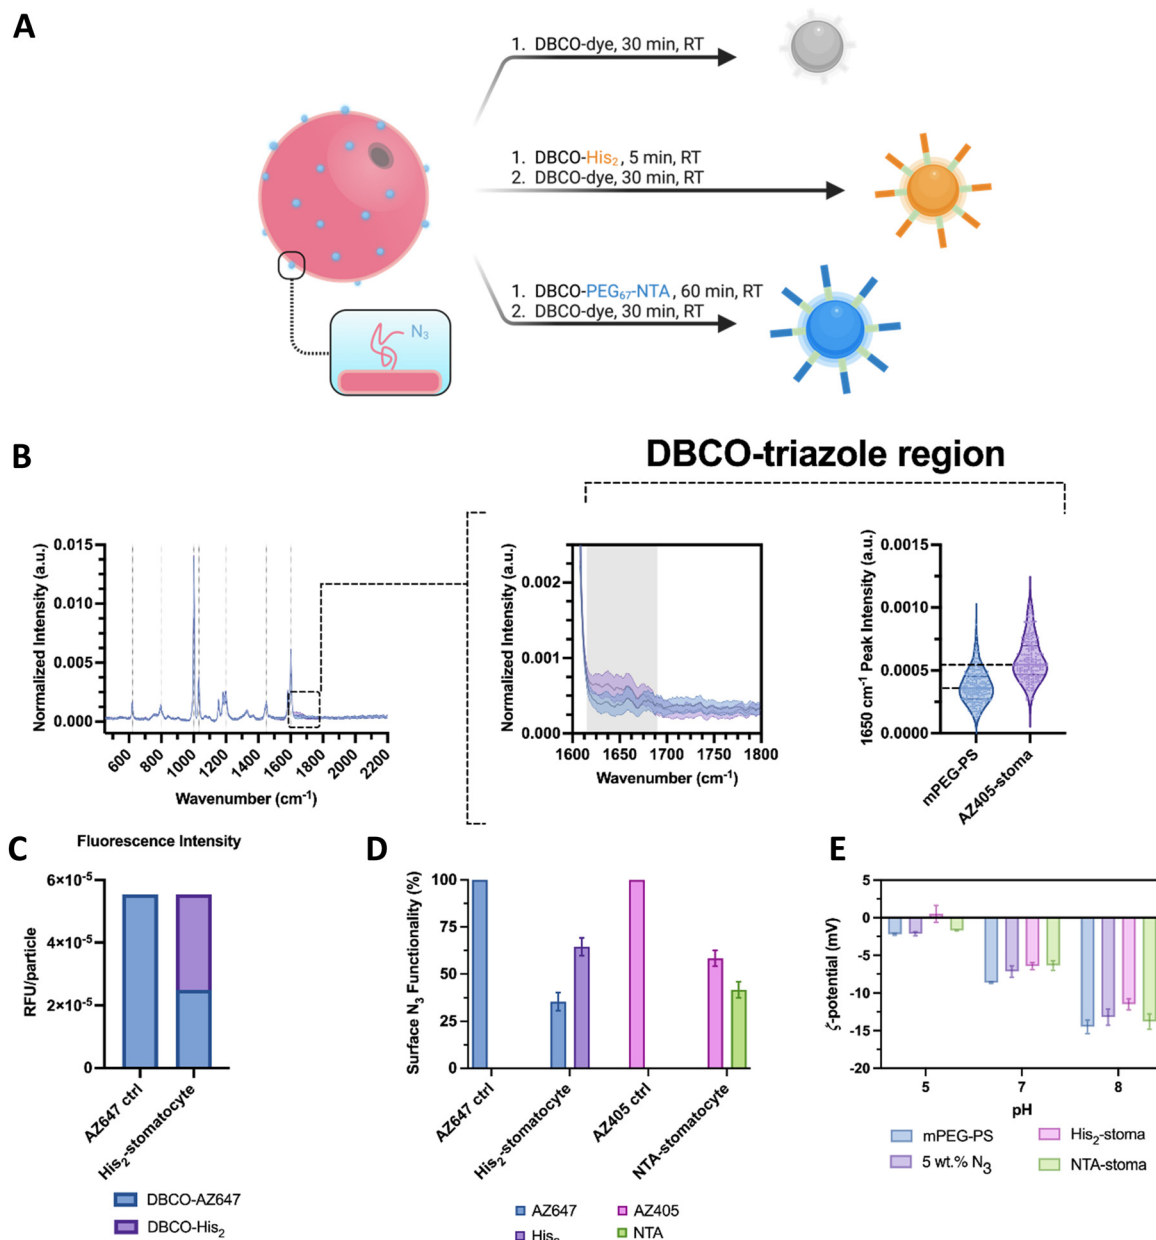 A
1. DBCO-dye, 30 min, RT
1. DBCO-His₂, 5 min, RT
2. DBCO-dye, 30 min, RT
1. DBCO-PEG₆₇-NTA, 60 min, RT
2. DBCO-dye, 30 min, RT
N₃
B
DBCO-triazole region
Normalized Intensity (a.u.)
0.015
0.010
0.005
0.000
600
800
1000
1200
1400
1600
1800
2000
2200
Wavenumber (cm⁻¹)
Normalized Intensity (a.u.)
0.002
0.001
0.000
1600
1650
1700
1750
1800
Wavenumber (cm⁻¹)
1650 cm⁻¹ Peak Intensity (a.u.)
0.0015
0.0010
0.0005
0.0000
mPEG-PS
AZ405-stoma
C
Fluorescence Intensity
RFU/particle
6×10⁻⁵
4×10⁻⁵
2×10⁻⁵
0
AZ647 ctrl
His₂-stomatocyte
DBCO-AZ647
DBCO-His₂
D
Surface N₃ Functionality (%)
100
75
50
25
0
AZ647 ctrl
His₂-stomatocyte
AZ405 ctrl
NTA-stomatocyte
AZ647
AZ405
His₂
NTA
E
ζ-potential (mV)
5
0
-5
-10
-15
-20
5
7
8
pH
mPEG-PS
His₂-stoma
5 wt.% N₃
NTA-stoma